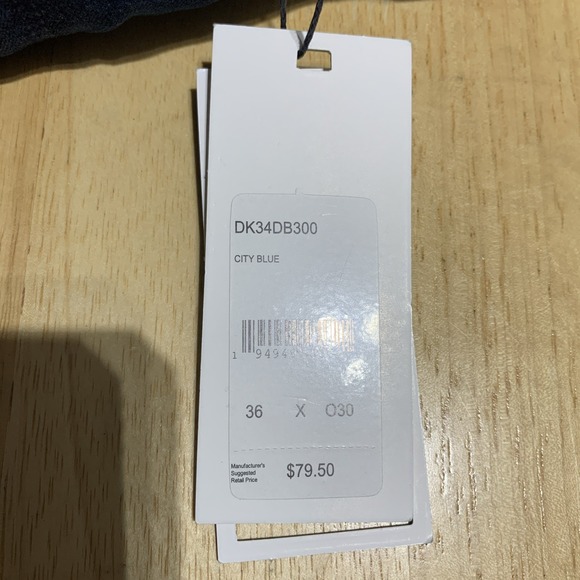 DK34DB300
CITY BLUE
1 9494
36 X O30
Manufacturer's
Suggested
Retail Price
$79.50